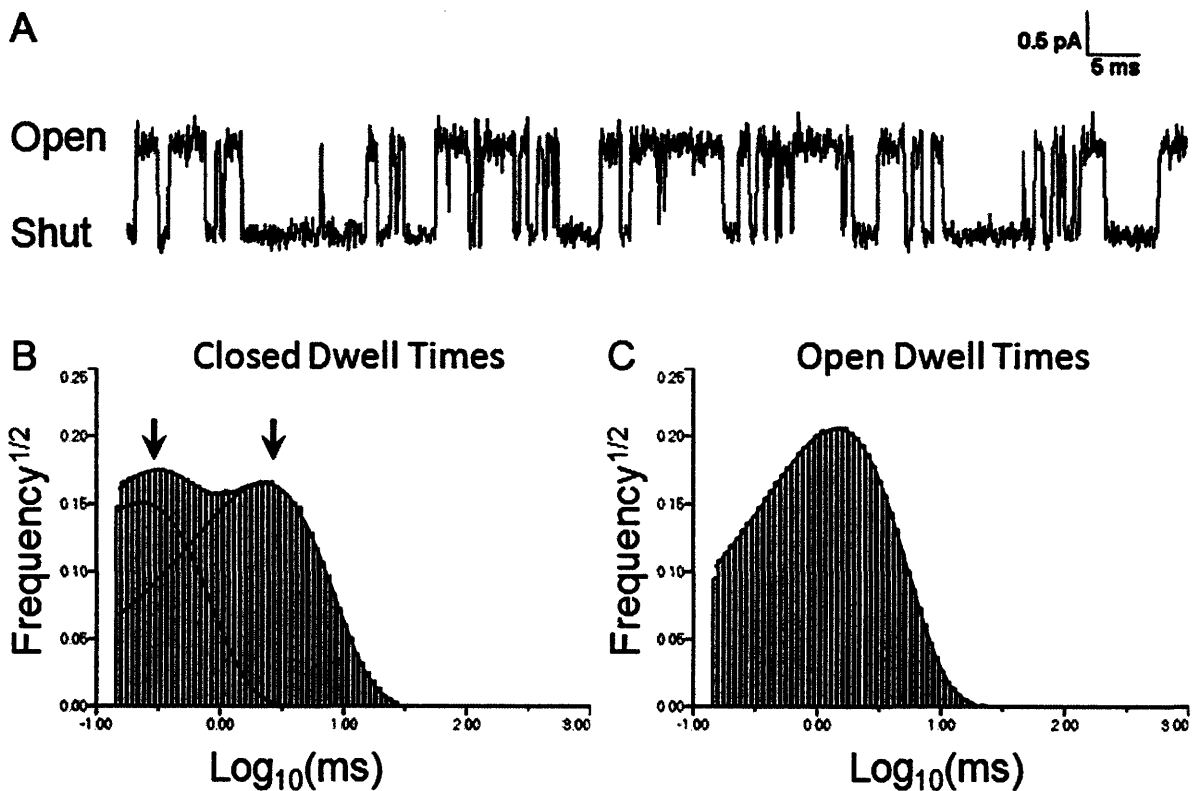 A
0.5 pA
5 ms
Open
Shut
B
Closed Dwell Times
C
Open Dwell Times
0.25
0.20
0.15
0.10
0.05
0.00
-1.00
0.00
1.00
2.00
3.00
Frequency1/2
Log10(ms)
0.25
0.20
0.15
0.10
0.05
0.00
-1.00
0.00
1.00
2.00
3.00
Frequency1/2
Log10(ms)